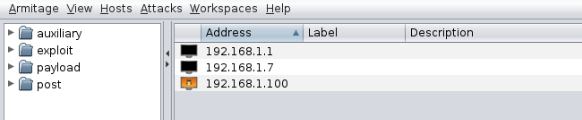 Armitage View Hosts Attacks Workspaces Help
auxiliary
exploit
payload
post
Address Label Description
192.168.1.1
192.168.1.7
192.168.1.100